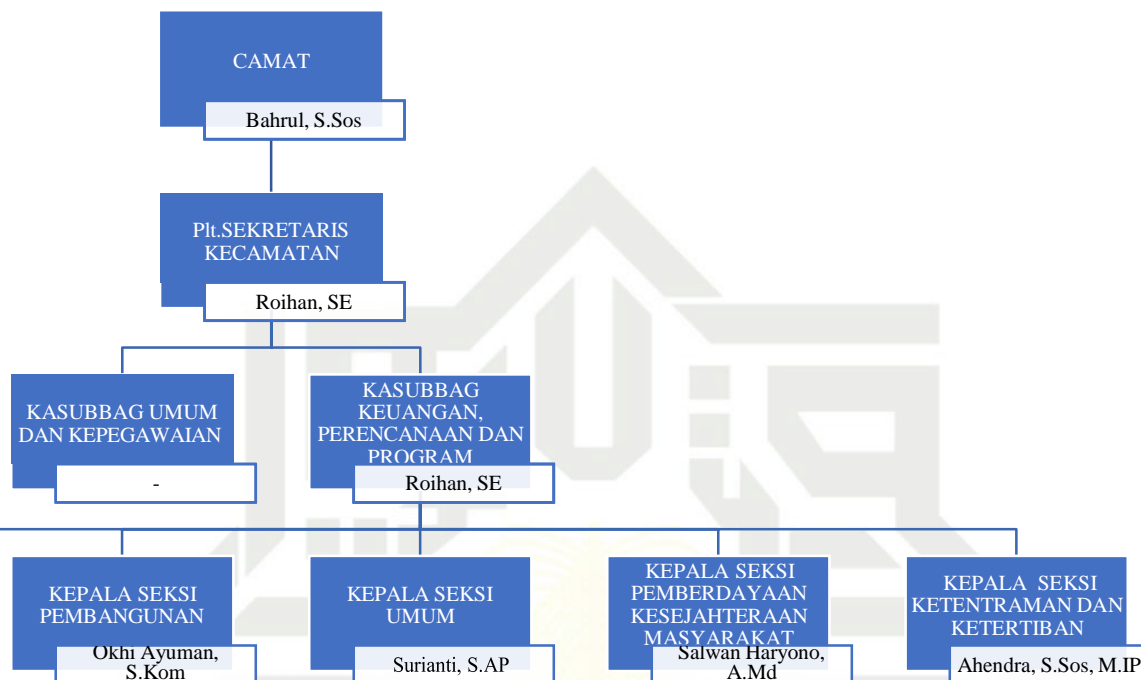 CAMAT
Bahrul, S.Sos
Plt.SEKRETARIS
KECAMATAN
Roihan, SE
KASUBBAG UMUM
DAN KEPEGAWAIAN
-
KASUBBAG
KEUANGAN,
PERENCANAAN DAN
PROGRAM
Roihan, SE
KEPALA SEKSI
PEMBANGUNAN
Okhi Ayuman,
S.Kom
KEPALA SEKSI
UMUM
Surianti, S.AP
KEPALA SEKSI
PEMBERDAYAAN
KESEJAHTERAAN
MASYARAKAT
Salwan Haryono,
A.Md
KEPALA SEKSI
KETENTRAMAN DAN
KETERTIBAN
Ahendra, S.Sos, M.IP